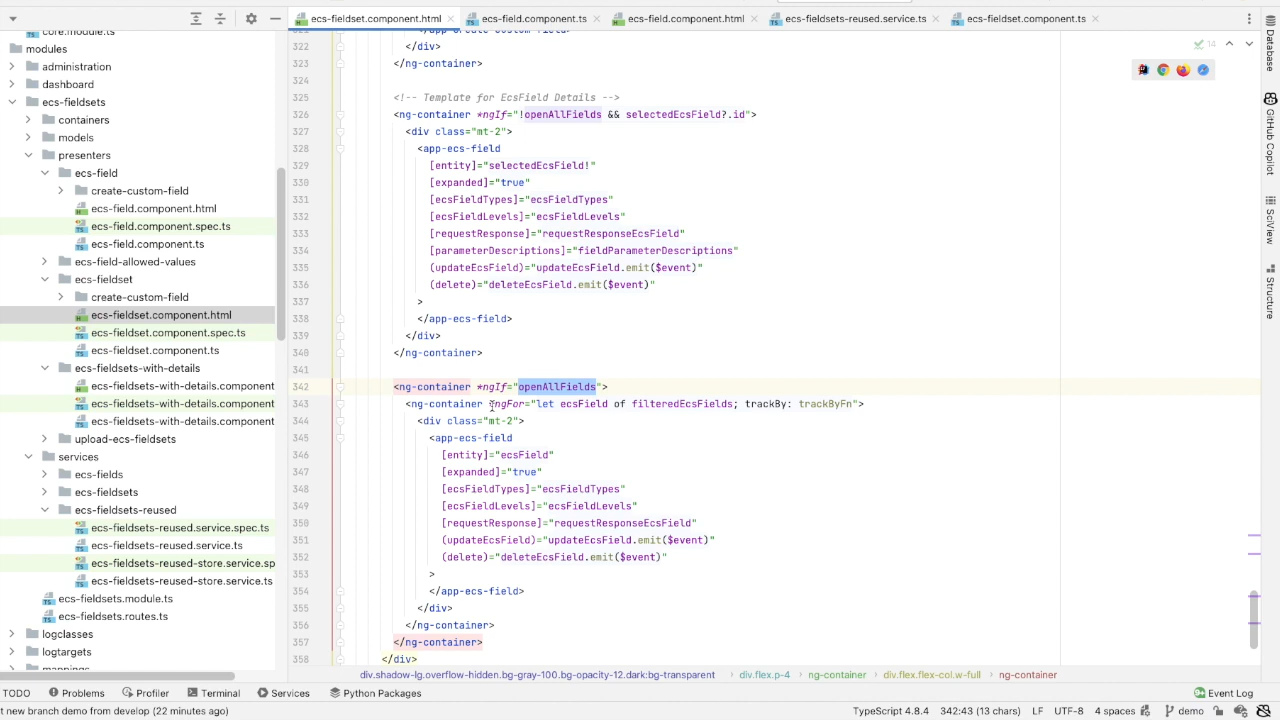 ecs-fieldset.component.html
ecs-field.component.ts
ecs-field.component.html
ecs-fieldsets-reused.service.ts
ecs-fieldset.component.ts
core.module.ts
modules
administration
dashboard
ecs-fieldsets
containers
models
presenters
ecs-field
create-custom-field
ecs-field.component.html
ecs-field.component.spec.ts
ecs-field.component.ts
ecs-field-allowed-values
ecs-fieldset
create-custom-field
ecs-fieldset.component.html
ecs-fieldset.component.spec.ts
ecs-fieldset.component.ts
ecs-fieldsets-with-details
ecs-fieldsets-with-details.component
ecs-fieldsets-with-details.component
ecs-fieldsets-with-details.component
upload-ecs-fieldsets
services
ecs-fields
ecs-fieldsets
ecs-fieldsets-reused
ecs-fieldsets-reused.service.spec.ts
ecs-fieldsets-reused.service.ts
ecs-fieldsets-reused-store.service.sp
ecs-fieldsets-reused-store.service.ts
ecs-fieldsets.module.ts
ecs-fieldsets.routes.ts
logclasses
logtargets
mappings
321 </app-create-custom-field>
322 </div>
323 </ng-container>
324
325 <!-- Template for EcsField Details -->
326 <ng-container *ngIf="!openAllFields && selectedEcsField?.id">
327 <div class="mt-2">
328 <app-ecs-field
329 [entity]="selectedEcsField!"
330 [expanded]="true"
331 [ecsFieldTypes]="ecsFieldTypes"
332 [ecsFieldLevels]="ecsFieldLevels"
333 [requestResponse]="requestResponseEcsField"
334 [parameterDescriptions]="fieldParameterDescriptions"
335 (updateEcsField)="updateEcsField.emit($event)"
336 (delete)="deleteEcsField.emit($event)"
337 >
338 </app-ecs-field>
339 </div>
340 </ng-container>
341
342 <ng-container *ngIf="openAllFields">
343 <ng-container *ngFor="let ecsField of filteredEcsFields; trackBy: trackByFn">
344 <div class="mt-2">
345 <app-ecs-field
346 [entity]="ecsField"
347 [expanded]="true"
348 [ecsFieldTypes]="ecsFieldTypes"
349 [ecsFieldLevels]="ecsFieldLevels"
350 [requestResponse]="requestResponseEcsField"
351 (updateEcsField)="updateEcsField.emit($event)"
352 (delete)="deleteEcsField.emit($event)"
353 >
354 </app-ecs-field>
355 </div>
356 </ng-container>
357 </ng-container>
358 </div>
14
Database
GitHub Copilot
SciView
Structure
div.shadow-lg.overflow-hidden.bg-gray-100.bg-opacity-12.dark:bg-transparent
div.flex.p-4
ng-container
div.flex.flex-col.w-full
ng-container
TODO
Problems
Profiler
Terminal
Services
Python Packages
Event Log
t new branch demo from develop (22 minutes ago)
TypeScript 4.8.4
342:43 (13 chars)
LF
UTF-8
4 spaces
demo